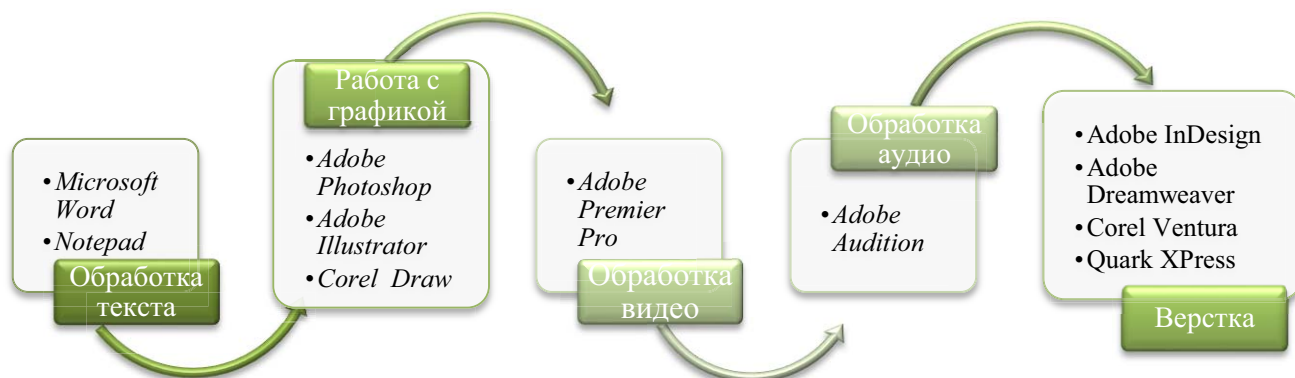 • Microsoft
Word
• Notepad
Обработка
текста
Работа с
графикой
• Adobe
Photoshop
• Adobe
Illustrator
• Corel Draw
• Adobe
Premier
Pro
Обработка
видео
Обработка
аудио
• Adobe
Audition
• Adobe InDesign
• Adobe
Dreamweaver
• Corel Ventura
• Quark XPress
Верстка